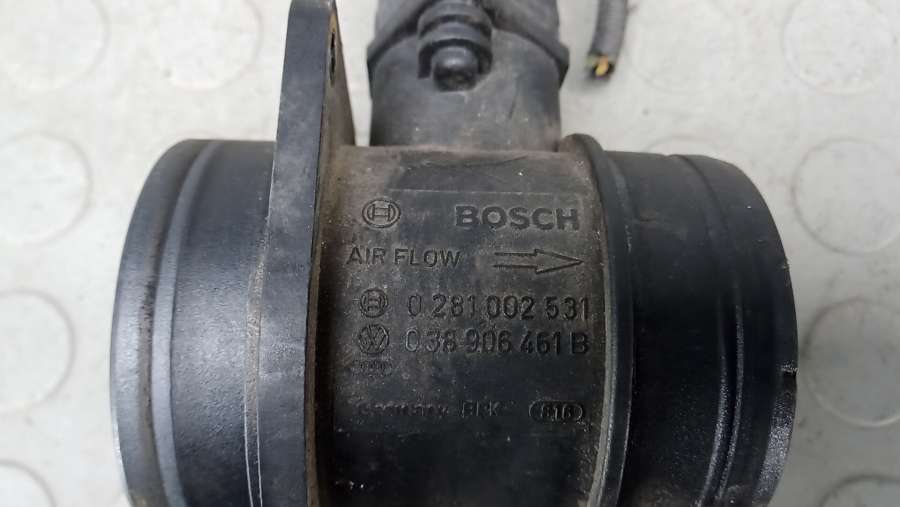 BOSCH
AIR FLOW
0 281 002 531
038 906 461 B
Germany